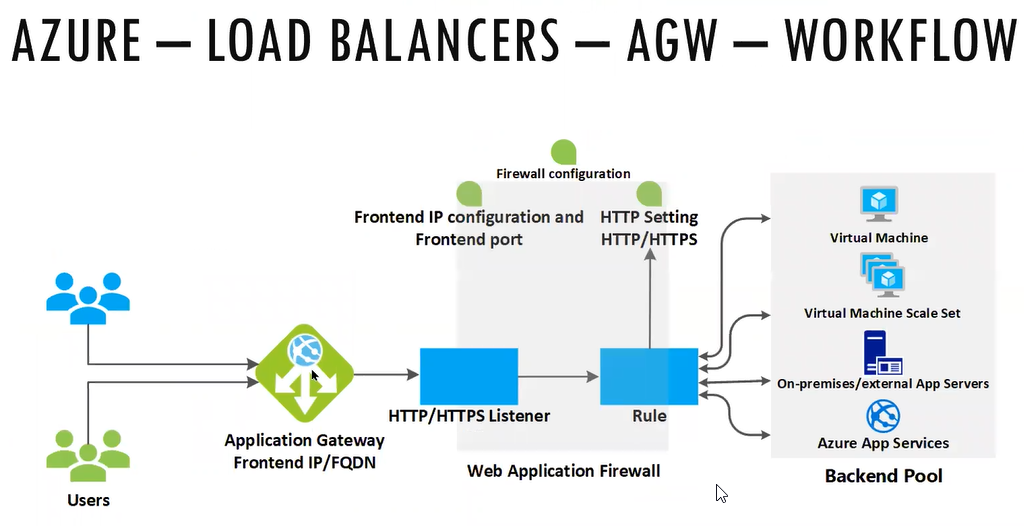 AZURE – LOAD BALANCERS – AGW – WORKFLOW
Firewall configuration
Frontend IP configuration and
Frontend port
HTTP Setting
HTTP/HTTPS
Virtual Machine
Virtual Machine Scale Set
On-premises/external App Servers
Azure App Services
Backend Pool
HTTP/HTTPS Listener
Rule
Application Gateway
Frontend IP/FQDN
Web Application Firewall
Users